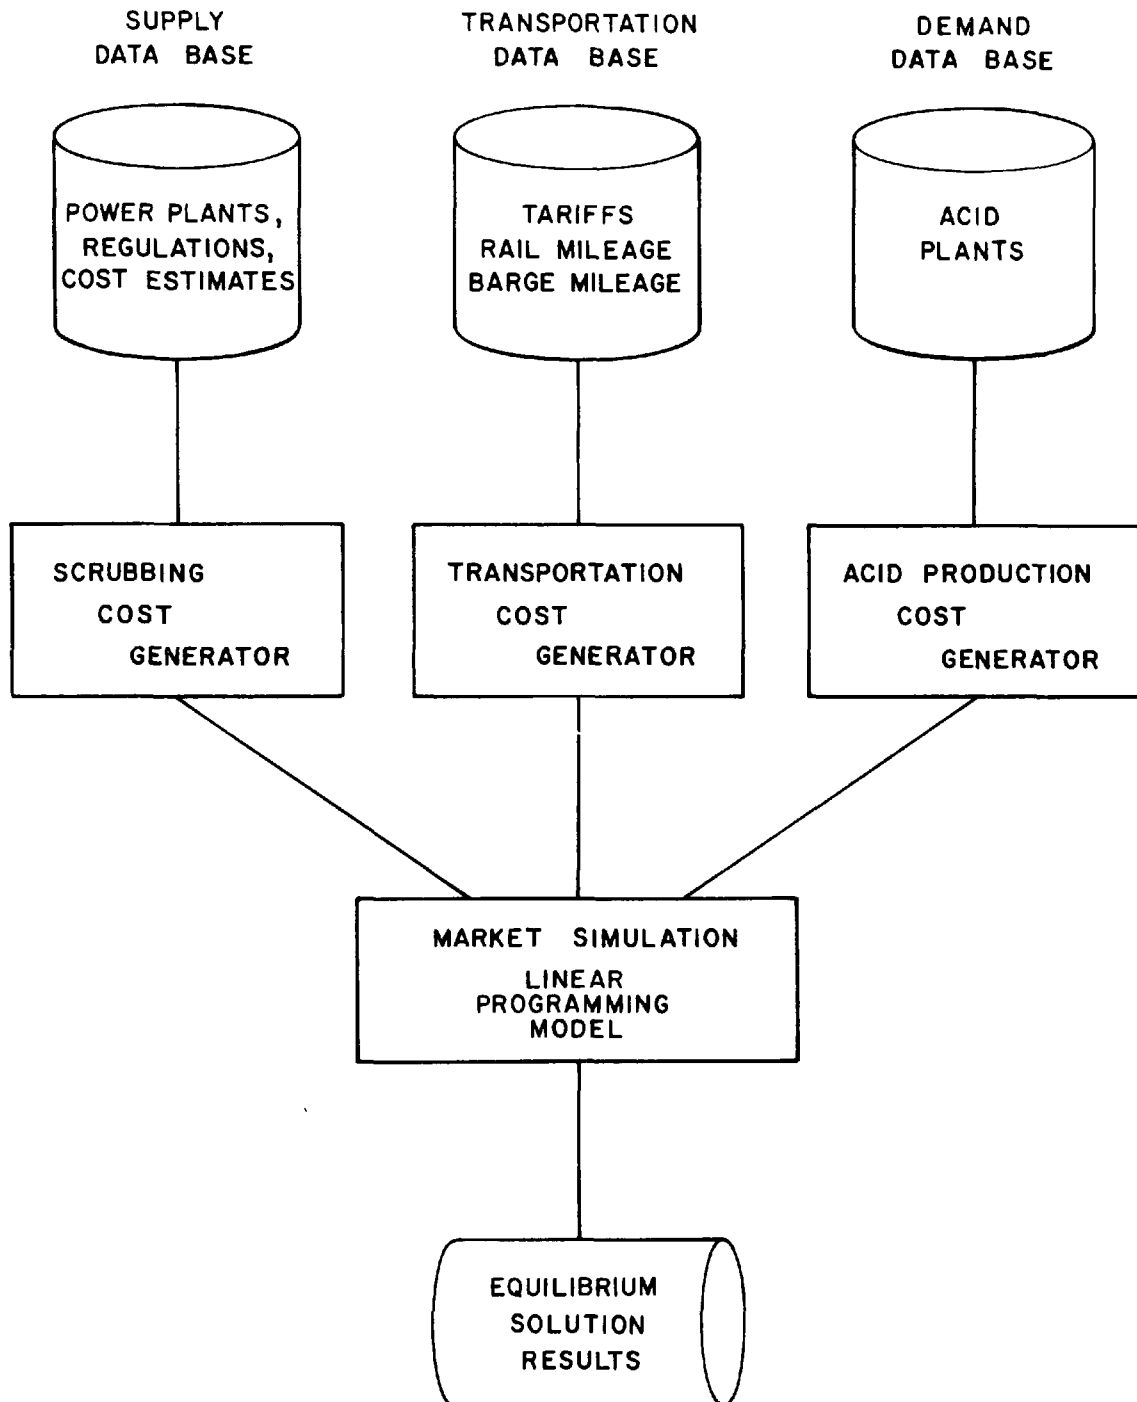 SUPPLY
DATA BASE
TRANSPORTATION
DATA BASE
DEMAND
DATA BASE
POWER PLANTS,
REGULATIONS,
COST ESTIMATES
TARIFFS
RAIL MILEAGE
BARGE MILEAGE
ACID
PLANTS
SCRUBBING
COST
GENERATOR
TRANSPORTATION
COST
GENERATOR
ACID PRODUCTION
COST
GENERATOR
MARKET SIMULATION
LINEAR
PROGRAMMING
MODEL
EQUILIBRIUM
SOLUTION
RESULTS